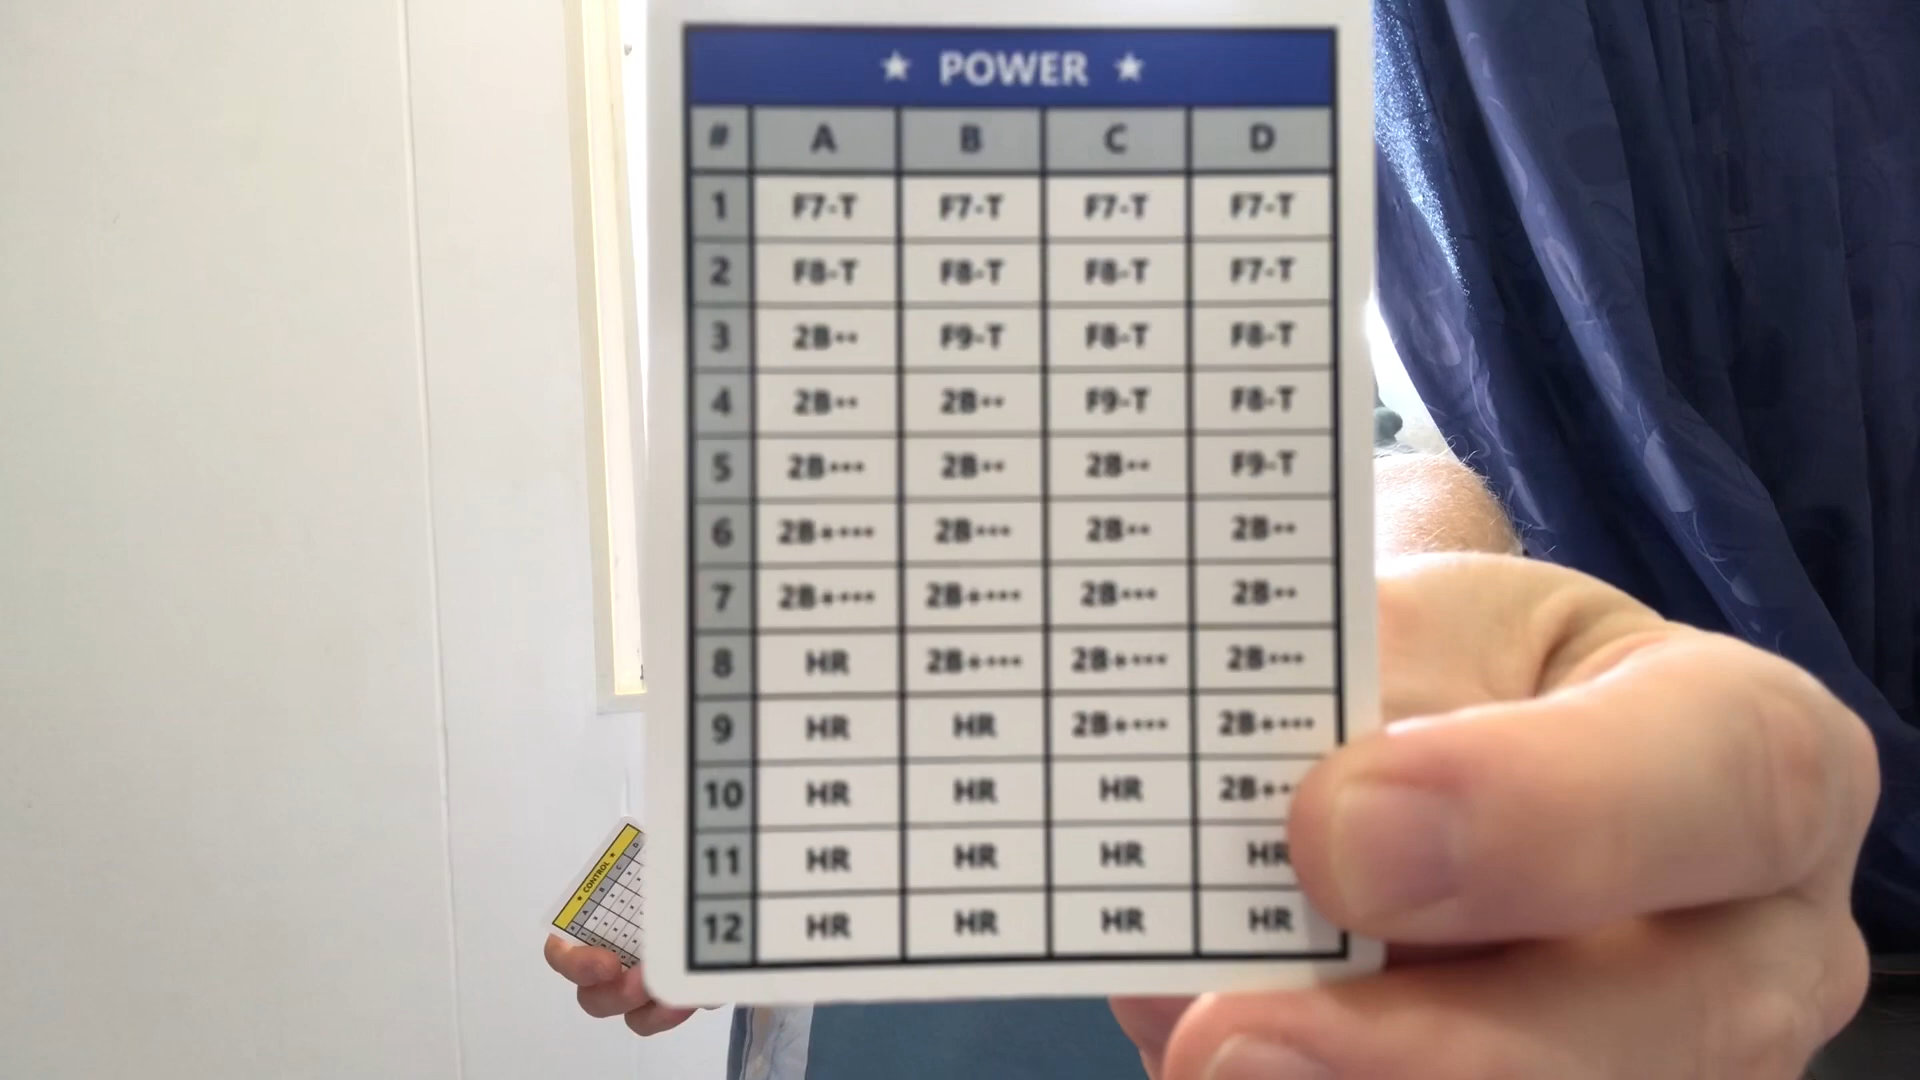 ★ POWER ★
# A B C D
1 F7-T F7-T F7-T F7-T
2 F8-T F8-T F8-T F7-T
3 2B•• F9-T F8-T F8-T
4 2B•• 2B•• F9-T F8-T
5 2B••• 2B•• 2B•• F9-T
6 2B+••• 2B••• 2B•• 2B••
7 2B+••• 2B+••• 2B••• 2B••
8 HR 2B+••• 2B+••• 2B•••
9 HR HR 2B+••• 2B+•••
10 HR HR HR 2B+•
11 HR HR HR HR
12 HR HR HR HR
★ CONTROL ★
# A B C D